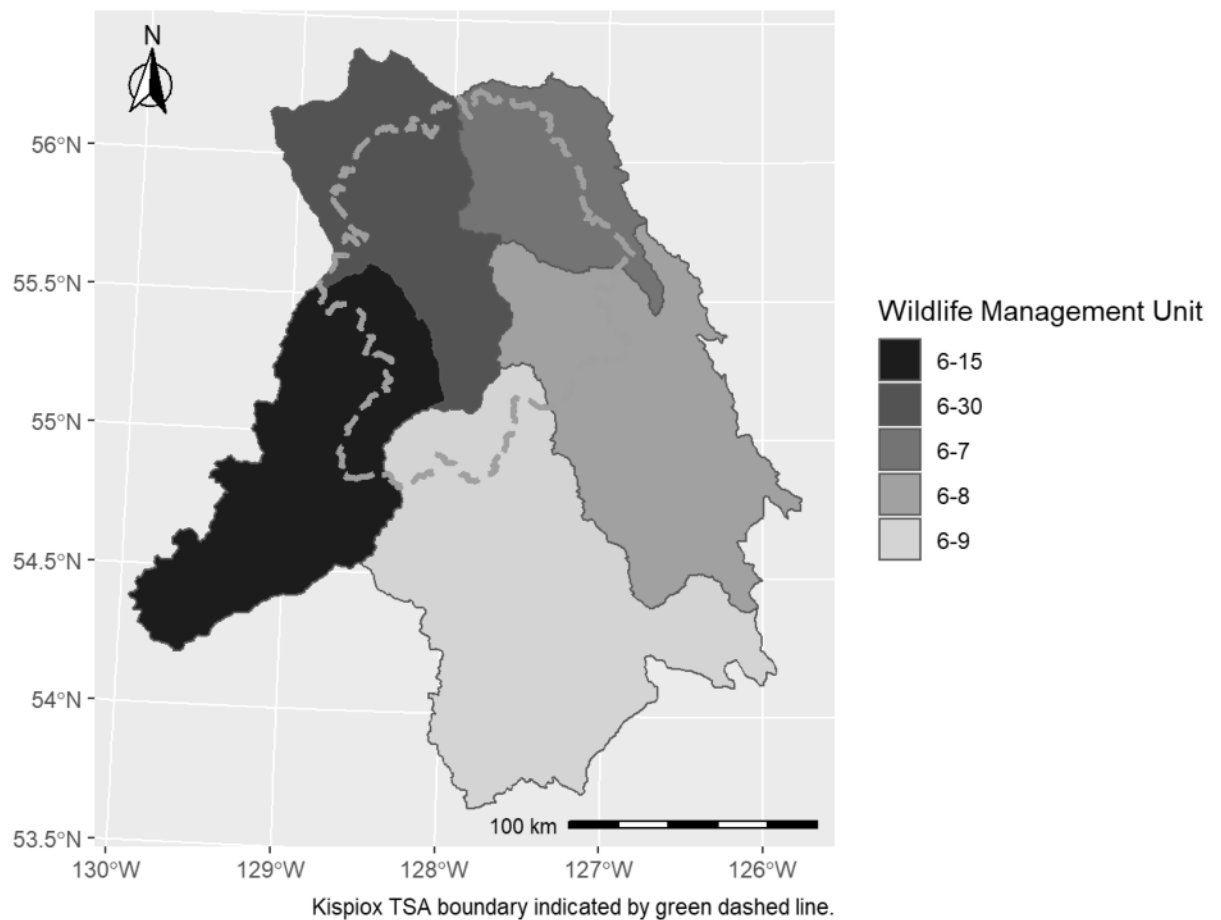 N
56°N
55.5°N
55°N
54.5°N
54°N
53.5°N
100 km
130°W 129°W 128°W 127°W 126°W
Kispiox TSA boundary indicated by green dashed line.
Wildlife Management Unit
6-15
6-30
6-7
6-8
6-9